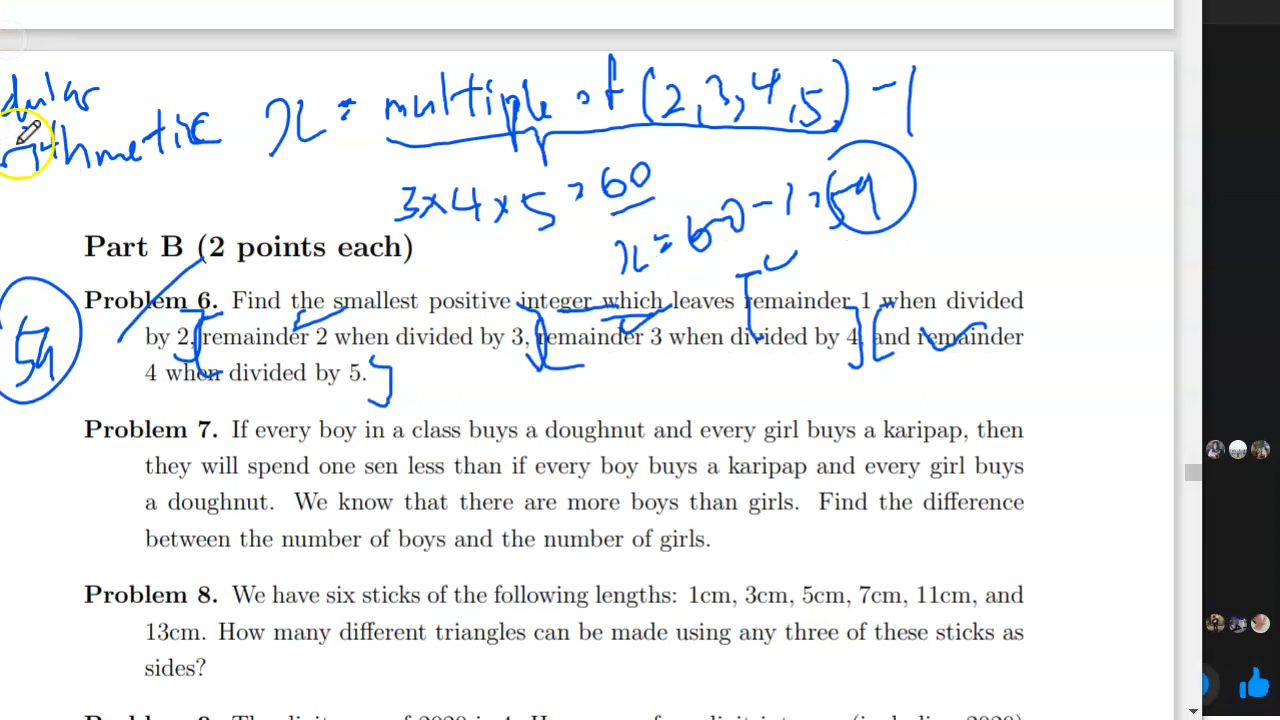 dular
ithmetic x = multiple of (2,3,4,5) - 1
3×4×5 = 60
x = 60 - 1 = 59
Part B (2 points each)
Problem 6. Find the smallest positive integer which leaves remainder 1 when divided
by 2, remainder 2 when divided by 3, remainder 3 when divided by 4, and remainder
4 when divided by 5.
59
Problem 7. If every boy in a class buys a doughnut and every girl buys a karipap, then
they will spend one sen less than if every boy buys a karipap and every girl buys
a doughnut. We know that there are more boys than girls. Find the difference
between the number of boys and the number of girls.
Problem 8. We have six sticks of the following lengths: 1cm, 3cm, 5cm, 7cm, 11cm, and
13cm. How many different triangles can be made using any three of these sticks as
sides?